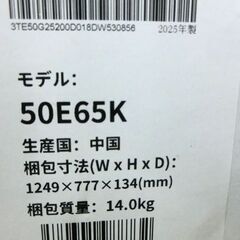 3TE50G25200D018DW530856
2025年製
モデル:
50E65K
生産国: 中国
梱包寸法(W x H x D):
1249×777×134(mm)
梱包質量: 14.0kg